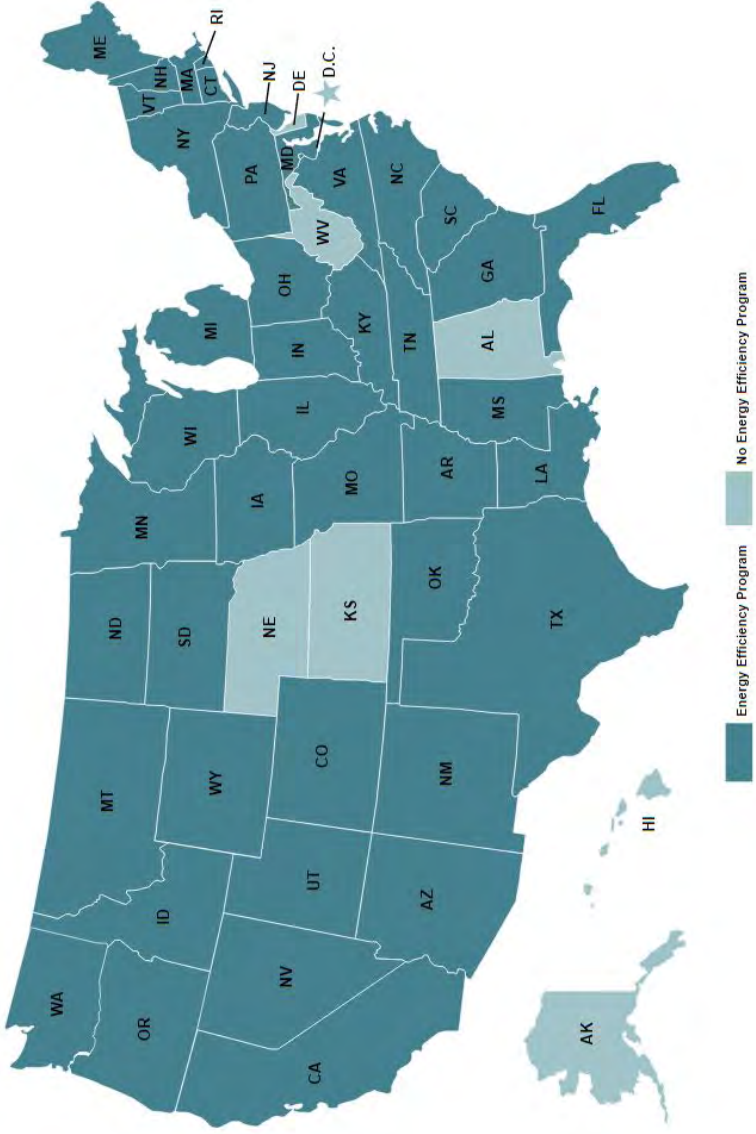 WA
OR
CA
NV
ID
MT
WY
UT
AZ
CO
NM
ND
SD
NE
KS
OK
TX
MN
IA
MO
AR
LA
WI
IL
MS
MI
IN
OH
KY
TN
AL
GA
FL
SC
NC
VA
WV
MD
D.C.
DE
NJ
PA
NY
CT
RI
MA
VT
NH
ME
AK
HI
Energy Efficiency Program
No Energy Efficiency Program